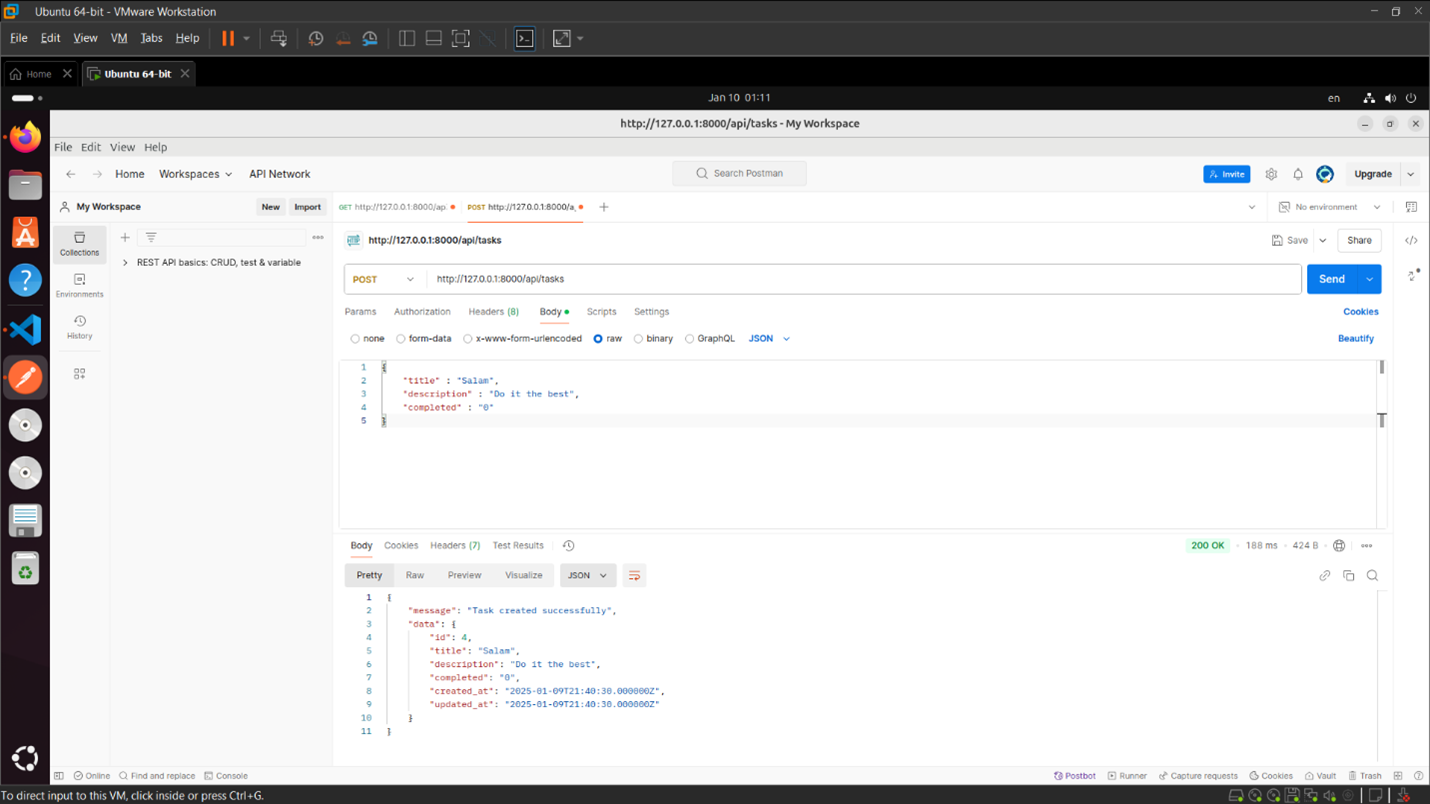 Ubuntu 64-bit - VMware Workstation
File Edit View VM Tabs Help
Home
Ubuntu 64-bit
Jan 10 01:11
en
http://127.0.0.1:8000/api/tasks - My Workspace
File Edit View Help
Home Workspaces API Network
Search Postman
Invite
Upgrade
My Workspace
New Import
GET http://127.0.0.1:8000/ap
POST http://127.0.0.1:8000/a
No environment
Collections
Environments
History
REST API basics: CRUD, test & variable
HTTP http://127.0.0.1:8000/api/tasks
Save Share
POST http://127.0.0.1:8000/api/tasks
Send
Params Authorization Headers (8) Body Scripts Settings
Cookies
none form-data x-www-form-urlencoded raw binary GraphQL JSON
Beautify
1 {
2 "title" : "Salam",
3 "description" : "Do it the best",
4 "completed" : "0"
5 }
Body Cookies Headers (7) Test Results
200 OK 188 ms 424 B
Pretty Raw Preview Visualize JSON
1 {
2 "message": "Task created successfully",
3 "data": {
4 "id": 4,
5 "title": "Salam",
6 "description": "Do it the best",
7 "completed": "0",
8 "created_at": "2025-01-09T21:40:30.000000Z",
9 "updated_at": "2025-01-09T21:40:30.000000Z"
10 }
11 }
Online Find and replace Console
Postbot Runner Capture requests Cookies Vault Trash
To direct input to this VM, click inside or press Ctrl+G.